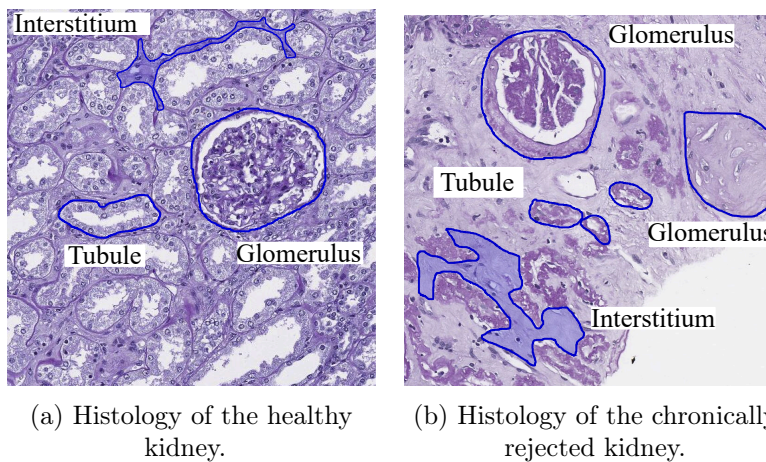 Interstitium
Tubule
Glomerulus
Glomerulus
Tubule
Glomerulus
Interstitium
(a) Histology of the healthy
kidney.
(b) Histology of the chronically
rejected kidney.